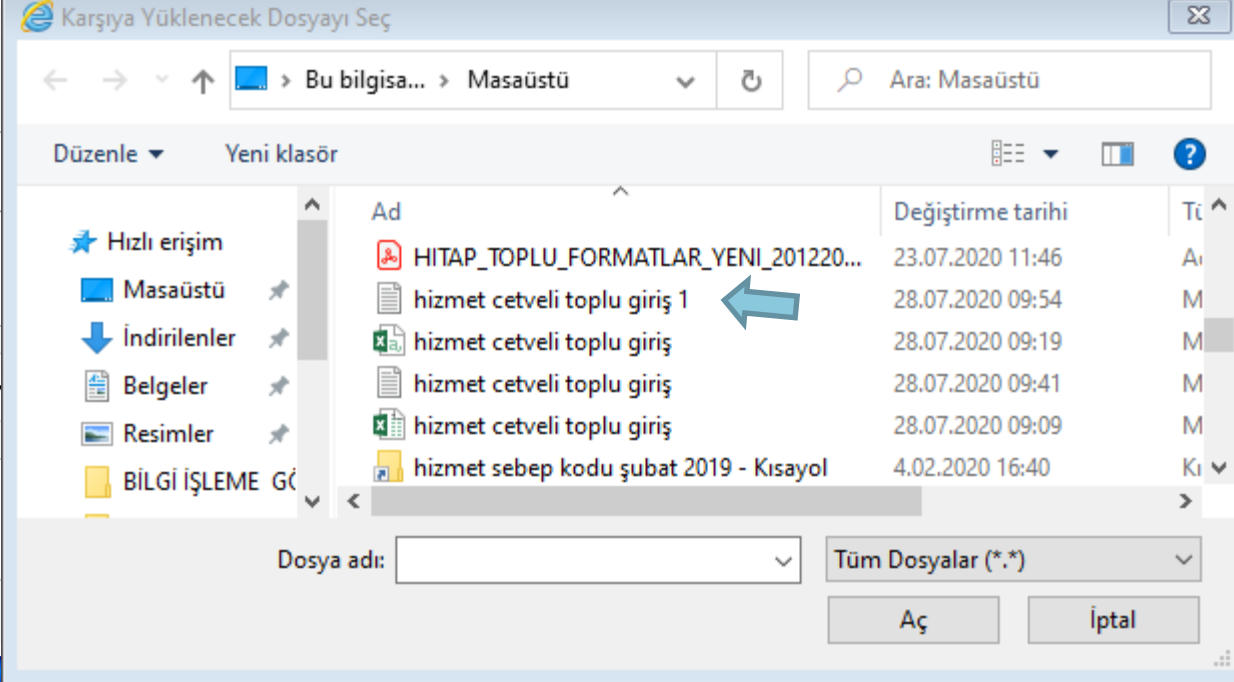 Karşıya Yüklenecek Dosyayı Seç
Bu bilgisa... › Masaüstü
Ara: Masaüstü
Düzenle Yeni klasör
Ad Değiştirme tarihi
Hızlı erişim
Masaüstü
İndirilenler
Belgeler
Resimler
BİLGİ İŞLEME
HITAP_TOPLU_FORMATLAR_YENI_201220... 23.07.2020 11:46
hizmet cetveli toplu giriş 1 28.07.2020 09:54
hizmet cetveli toplu giriş 28.07.2020 09:19
hizmet cetveli toplu giriş 28.07.2020 09:41
hizmet cetveli toplu giriş 28.07.2020 09:09
hizmet sebep kodu şubat 2019 - Kısayol 4.02.2020 16:40
Dosya adı: Tüm Dosyalar (*.*)
Aç İptal